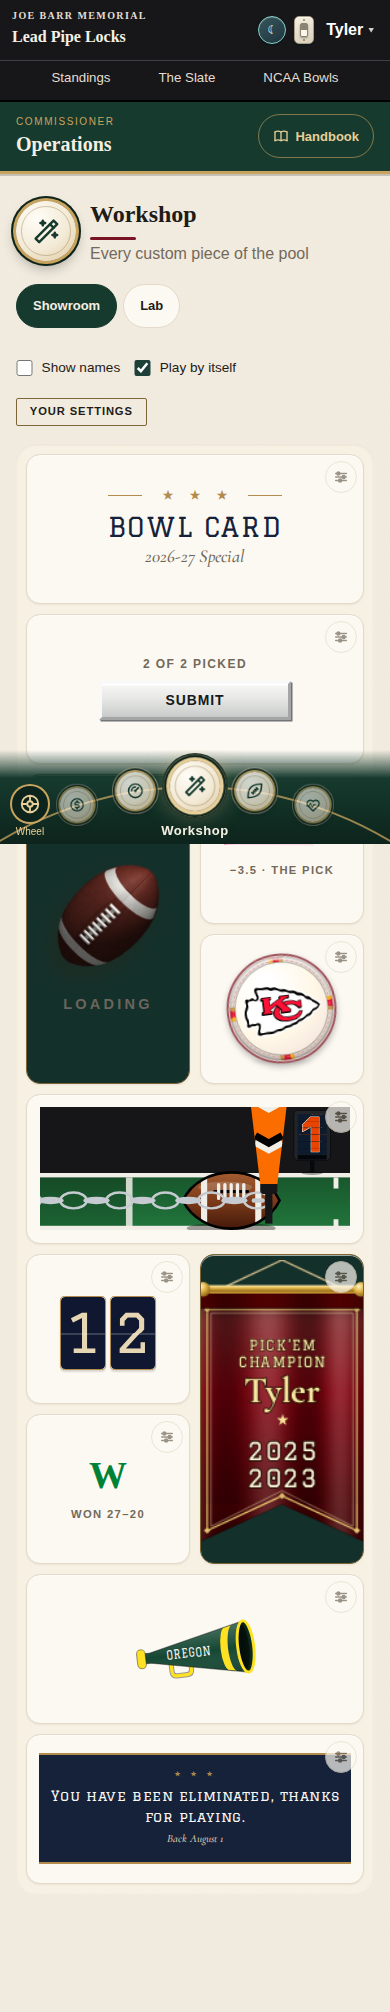 JOE BARR MEMORIAL
Lead Pipe Locks
Tyler
Standings
The Slate
NCAA Bowls
COMMISSIONER
Operations
Handbook
Workshop
Every custom piece of the pool
Showroom
Lab
Show names
Play by itself
YOUR SETTINGS
BOWL CARD
2026-27 Special
2 OF 2 PICKED
SUBMIT
Wheel
Workshop
−3.5 · THE PICK
LOADING
KC
1
12
PICK'EM
CHAMPION
Tyler
2025
2023
W
WON 27–20
OREGON
YOU HAVE BEEN ELIMINATED, THANKS
FOR PLAYING.
Back August 1